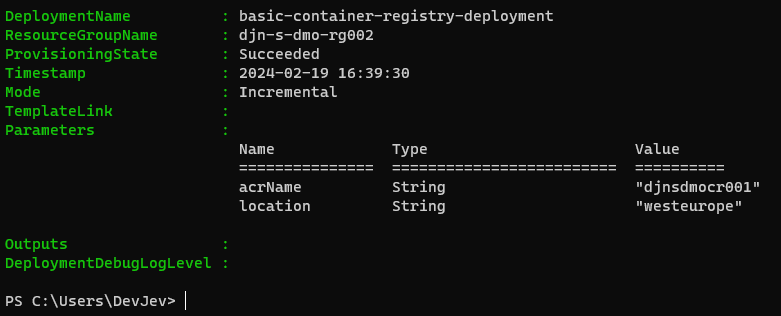 DeploymentName          : basic-container-registry-deployment
ResourceGroupName       : djn-s-dmo-rg002
ProvisioningState       : Succeeded
Timestamp               : 2024-02-19 16:39:30
Mode                    : Incremental
TemplateLink            :
Parameters              :
                          Name             Type                       Value
                          ===============  =========================  ==========
                          acrName          String                     "djnsdmocr001"
                          location         String                     "westeurope"
Outputs                 :
DeploymentDebugLogLevel :
PS C:\Users\DevJev>